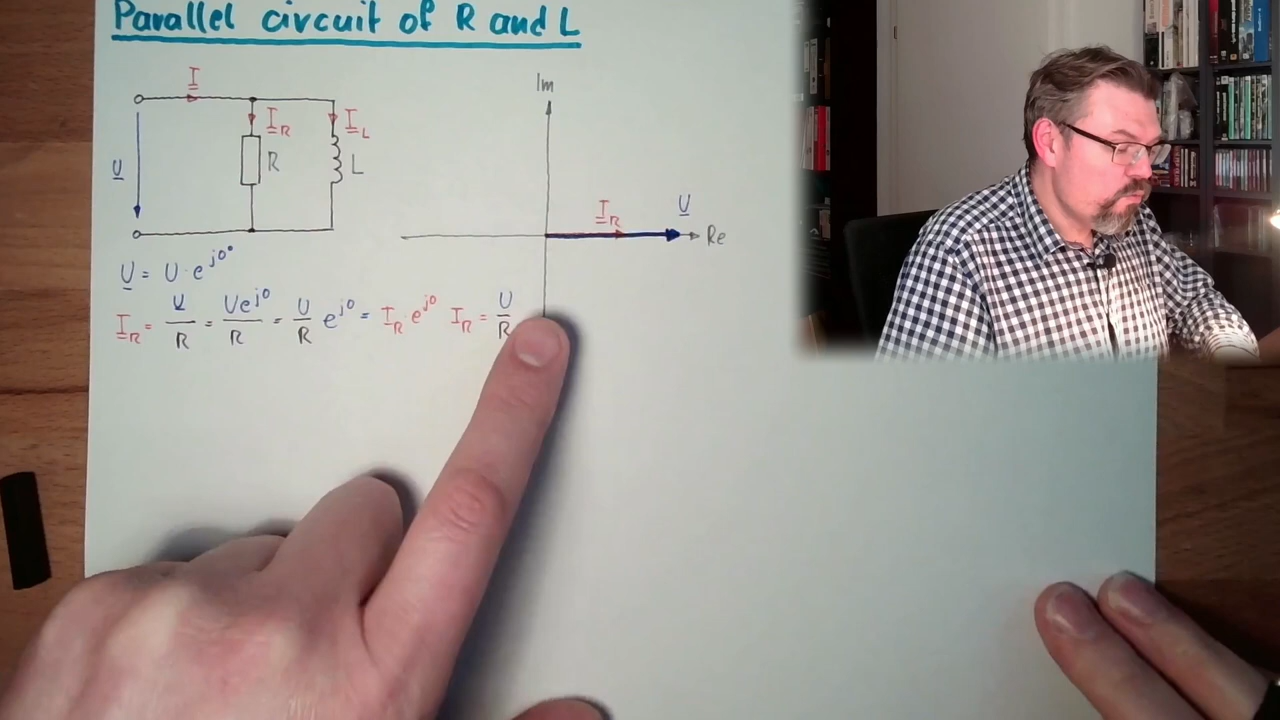 Parallel circuit of R and L
I
I_R
I_L
U
R
L
Im
I_R
U
Re
U = U · e^{j0°}
I_R = U/R = Ue^{j0}/R = U/R e^{j0} = I_R · e^{j0} I_R = U/R